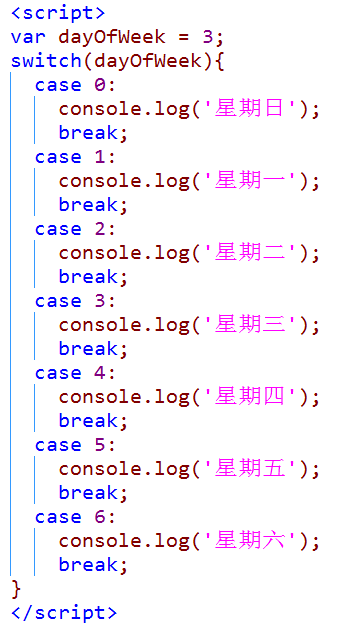 <script>
var dayOfWeek = 3;
switch(dayOfWeek){
  case 0:
    console.log('星期日');
    break;
  case 1:
    console.log('星期一');
    break;
  case 2:
    console.log('星期二');
    break;
  case 3:
    console.log('星期三');
    break;
  case 4:
    console.log('星期四');
    break;
  case 5:
    console.log('星期五');
    break;
  case 6:
    console.log('星期六');
    break;
}
</script>